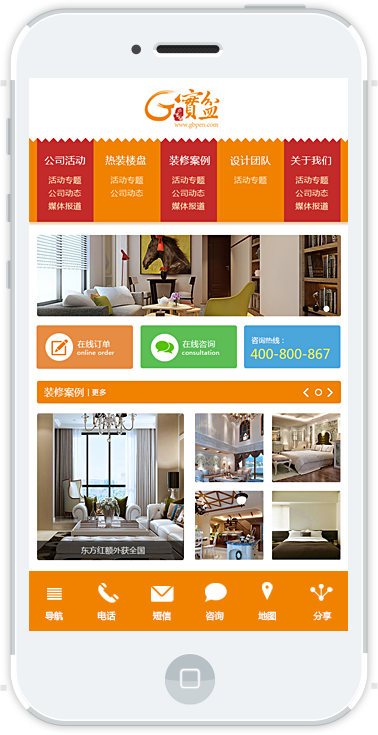 G寳盆
www.gbpen.com
公司活动 热装楼盘 装修案例 设计团队 关于我们
活动专题 活动专题 活动专题 活动专题 活动专题
公司动态 公司动态 公司动态 公司动态
媒体报道 媒体报道 媒体报道
在线订单
online order
在线咨询
consultation
咨询热线：
400-800-867
装修案例 | 更多
东方红额外获全国
导航 电话 短信 咨询 地图 分享